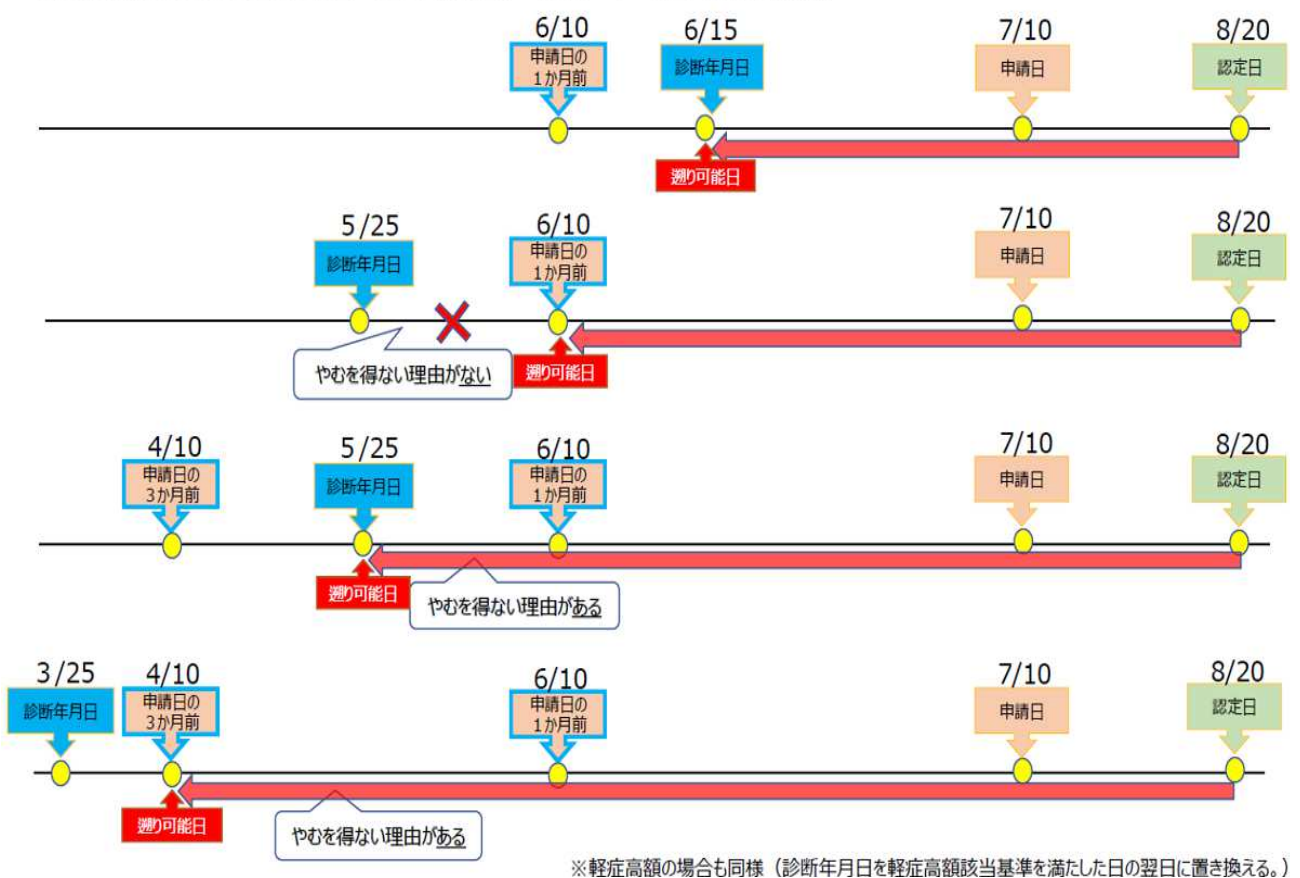 6/10
申請日の
1か月前
6/15
診断年月日
7/10
申請日
8/20
認定日
遡り可能日
5/25
診断年月日
6/10
申請日の
1か月前
7/10
申請日
8/20
認定日
やむを得ない理由がない
遡り可能日
4/10
申請日の
3か月前
5/25
診断年月日
6/10
申請日の
1か月前
7/10
申請日
8/20
認定日
遡り可能日
やむを得ない理由がある
3/25
診断年月日
4/10
申請日の
3か月前
6/10
申請日の
1か月前
7/10
申請日
8/20
認定日
遡り可能日
やむを得ない理由がある
※軽症高額の場合も同様（診断年月日を軽症高額該当基準を満たした日の翌日に置き換える。）